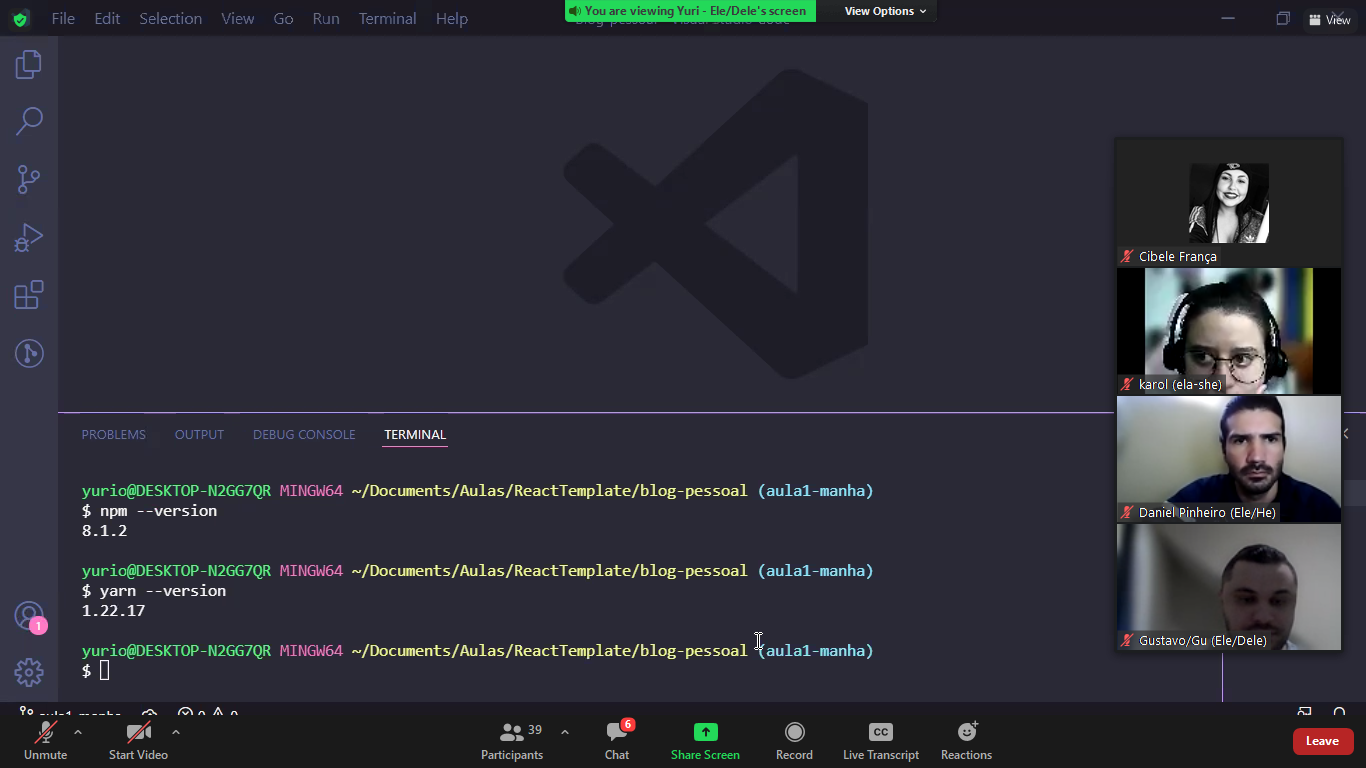 File Edit Selection View Go Run Terminal Help
You are viewing Yuri - Ele/Dele's screen
View Options
View
Cibele França
karol (ela-she)
Daniel Pinheiro (Ele/He)
Gustavo/Gu (Ele/Dele)
PROBLEMS OUTPUT DEBUG CONSOLE TERMINAL
yurio@DESKTOP-N2GG7QR MINGW64 ~/Documents/Aulas/ReactTemplate/blog-pessoal (aula1-manha)
$ npm --version
8.1.2
yurio@DESKTOP-N2GG7QR MINGW64 ~/Documents/Aulas/ReactTemplate/blog-pessoal (aula1-manha)
$ yarn --version
1.22.17
yurio@DESKTOP-N2GG7QR MINGW64 ~/Documents/Aulas/ReactTemplate/blog-pessoal (aula1-manha)
$
1
39
6
CC
Unmute Start Video Participants Chat Share Screen Record Live Transcript Reactions Leave